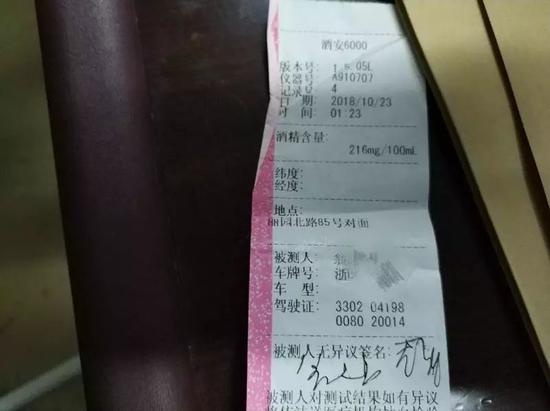 酒安6000
版本号: 1 05L
仪器号: A910707
记录号 4
日 期: 2018/10/23
时 间: 01:23
酒精含量:
216mg/100mL
纬度:
经度:
地点:
丽园北路85号对面
被测人:
车牌号: 浙
车 型:
驾驶证: 3302 04198
0080 20014
被测人无异议签名:
被测人对测试结果如有异议